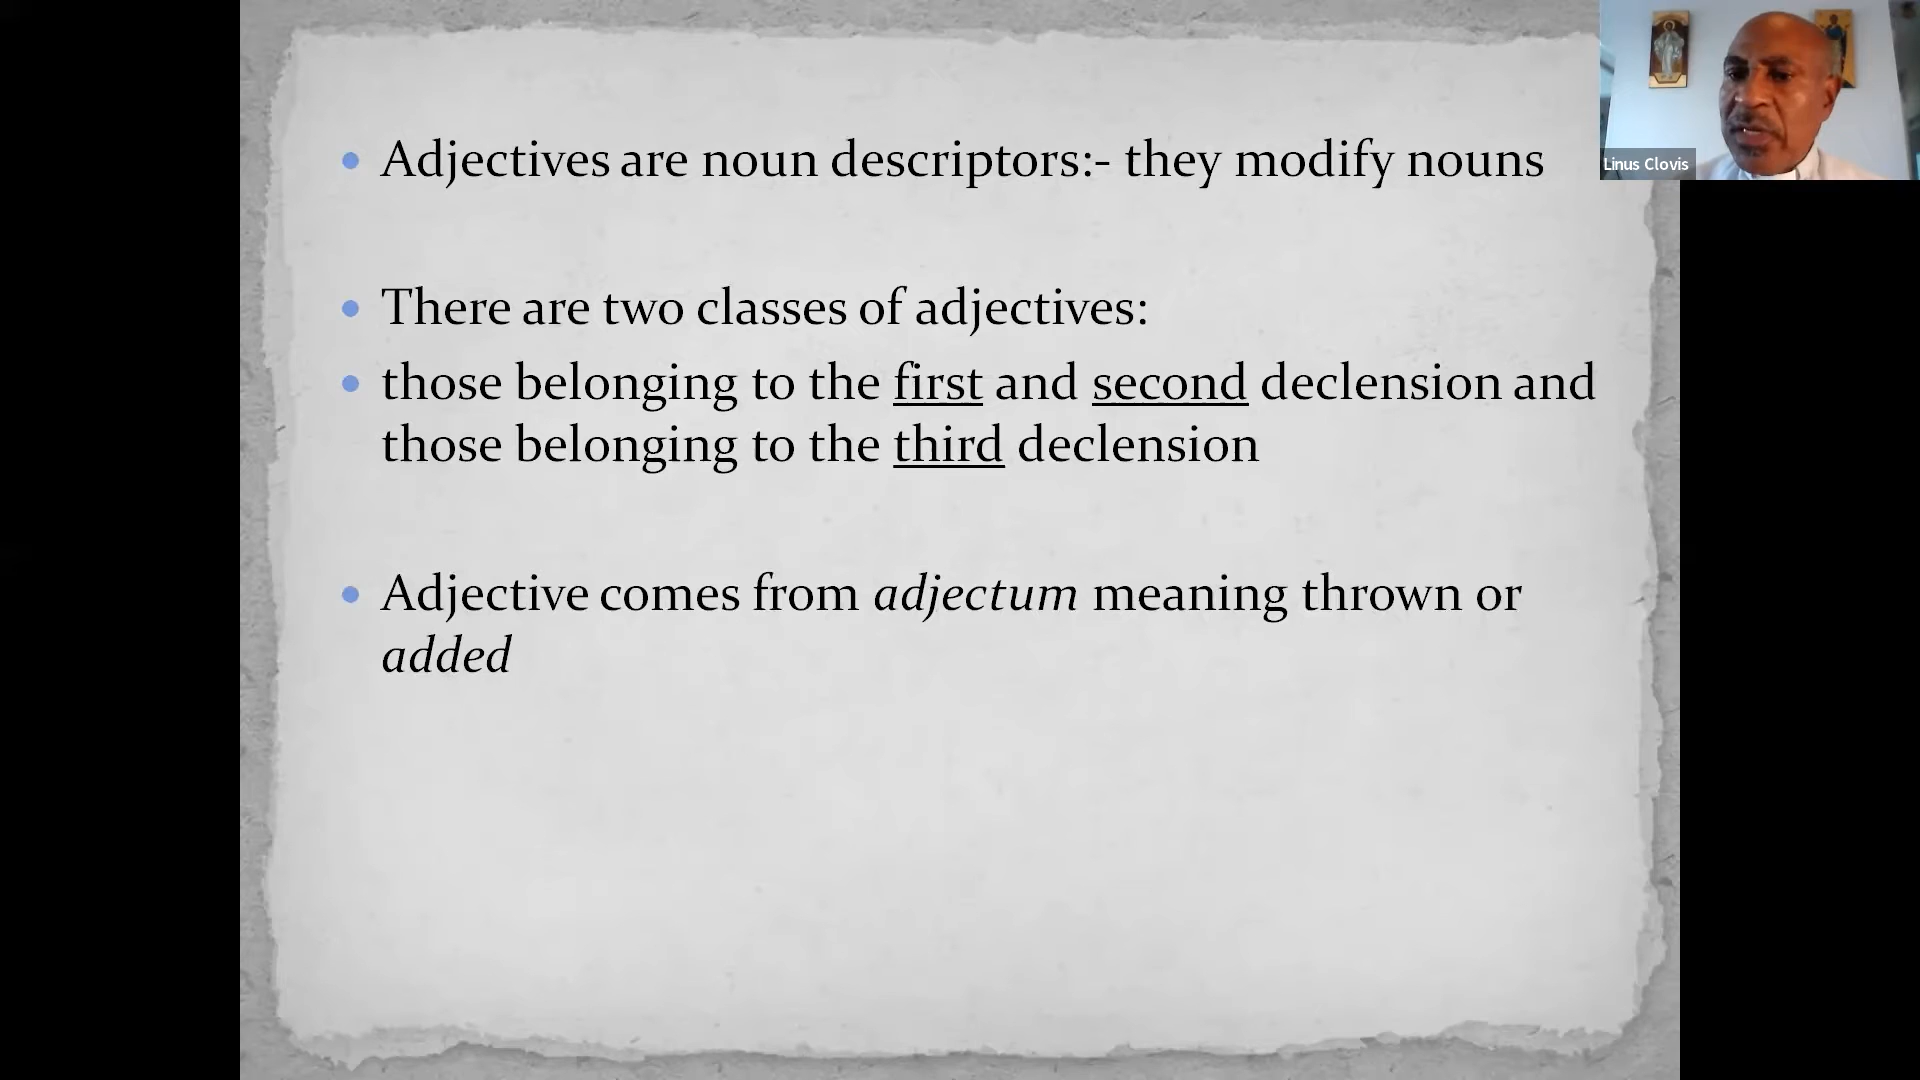 Adjectives are noun descriptors:- they modify nouns
There are two classes of adjectives:
those belonging to the first and second declension and
those belonging to the third declension
Adjective comes from adjectum meaning thrown or
added
Linus Clovis